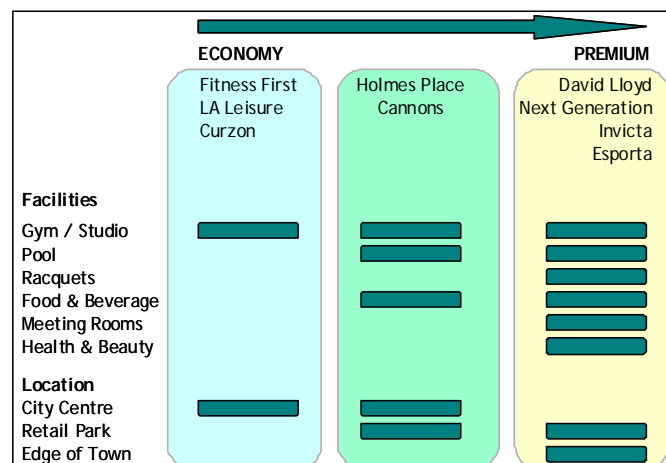 ECONOMY PREMIUM
Fitness First Holmes Place David Lloyd
LA Leisure Cannons Next Generation
Curzon Invicta
Esporta
Facilities
Gym / Studio
Pool
Racquets
Food & Beverage
Meeting Rooms
Health & Beauty
Location
City Centre
Retail Park
Edge of Town